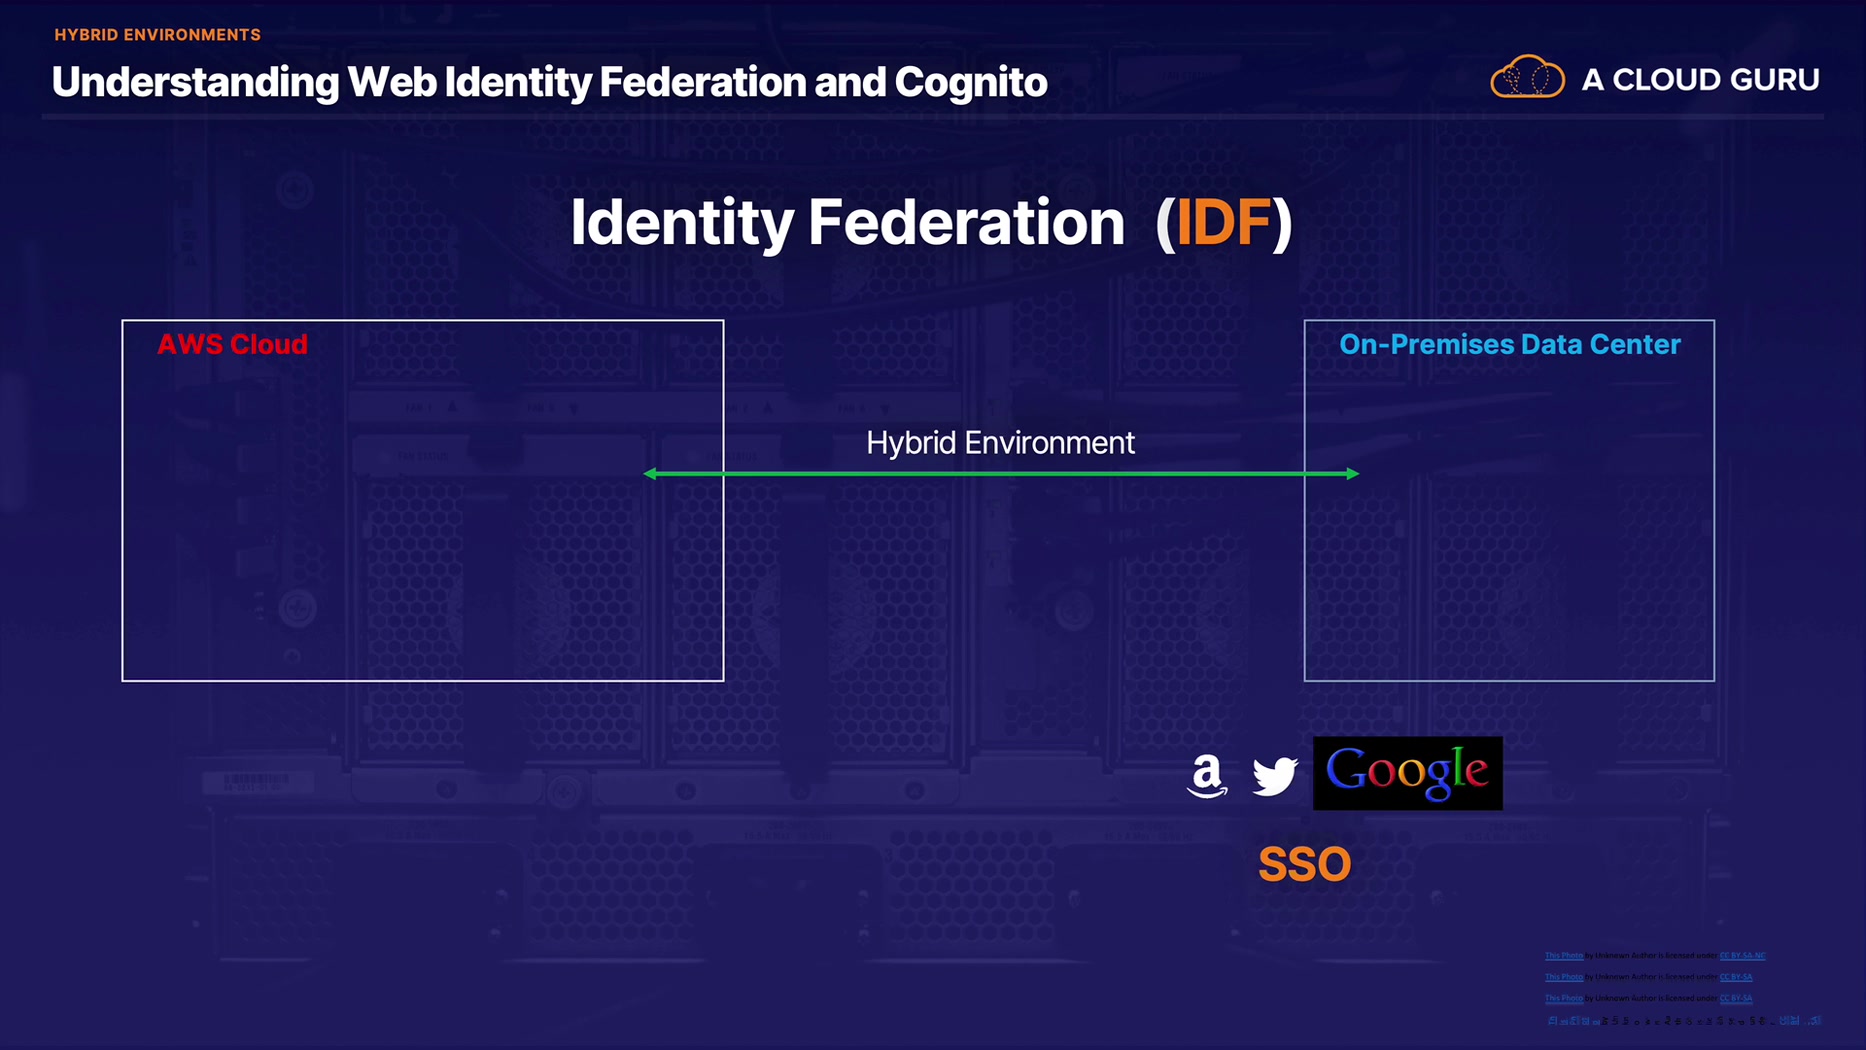 HYBRID ENVIRONMENTS
Understanding Web Identity Federation and Cognito
A CLOUD GURU
Identity Federation (IDF)
AWS Cloud
On-Premises Data Center
Hybrid Environment
a
Google
SSO
This Photo by Unknown Author is licensed under CC BY-SA-NC
This Photo by Unknown Author is licensed under CC BY-SA
This Photo by Unknown Author is licensed under CC BY-SA